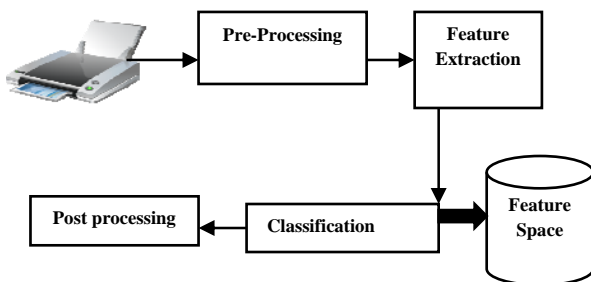 Pre-Processing
Feature
Extraction
Post processing
Classification
Feature
Space